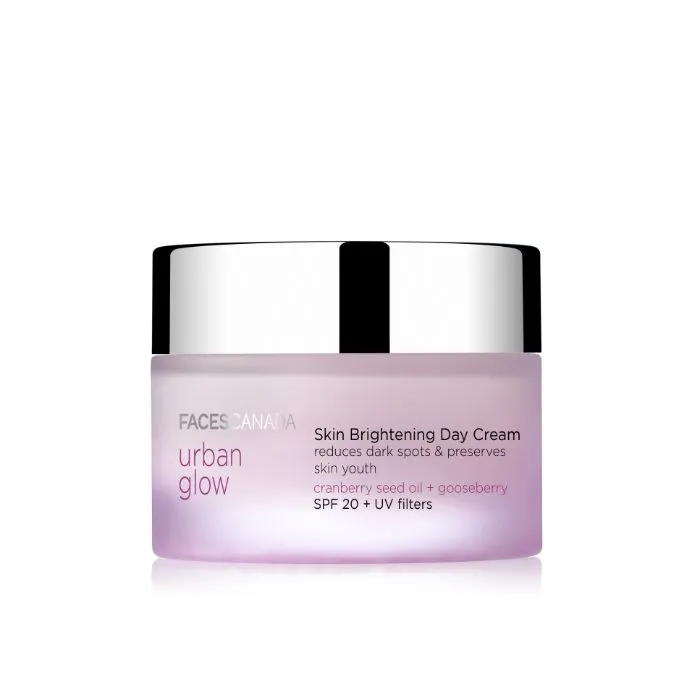 FACESCANADA
urban
glow
Skin Brightening Day Cream
reduces dark spots & preserves
skin youth
cranberry seed oil + gooseberry
SPF 20 + UV filters